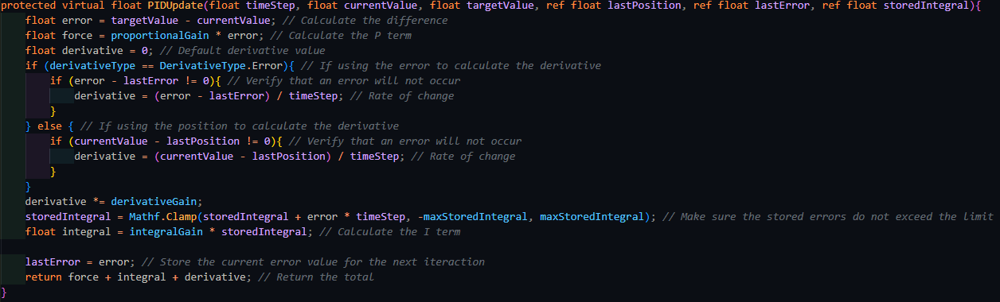 protected virtual float PIDUpdate(float timeStep, float currentValue, float targetValue, ref float lastPosition, ref float lastError, ref float storedIntegral){
    float error = targetValue - currentValue; // Calculate the difference
    float force = proportionalGain * error; // Calculate the P term
    float derivative = 0; // Default derivative value
    if (derivativeType == DerivativeType.Error){ // If using the error to calculate the derivative
        if (error - lastError != 0){ // Verify that an error will not occur
            derivative = (error - lastError) / timeStep; // Rate of change
        }
    } else { // If using the position to calculate the derivative
        if (currentValue - lastPosition != 0){ // Verify that an error will not occur
            derivative = (currentValue - lastPosition) / timeStep; // Rate of change
        }
    }
    derivative *= derivativeGain;
    storedIntegral = Mathf.Clamp(storedIntegral + error * timeStep, -maxStoredIntegral, maxStoredIntegral); // Make sure the stored errors do not exceed the limit
    float integral = integralGain * storedIntegral; // Calculate the I term

    lastError = error; // Store the current error value for the next iteraction
    return force + integral + derivative; // Return the total
}